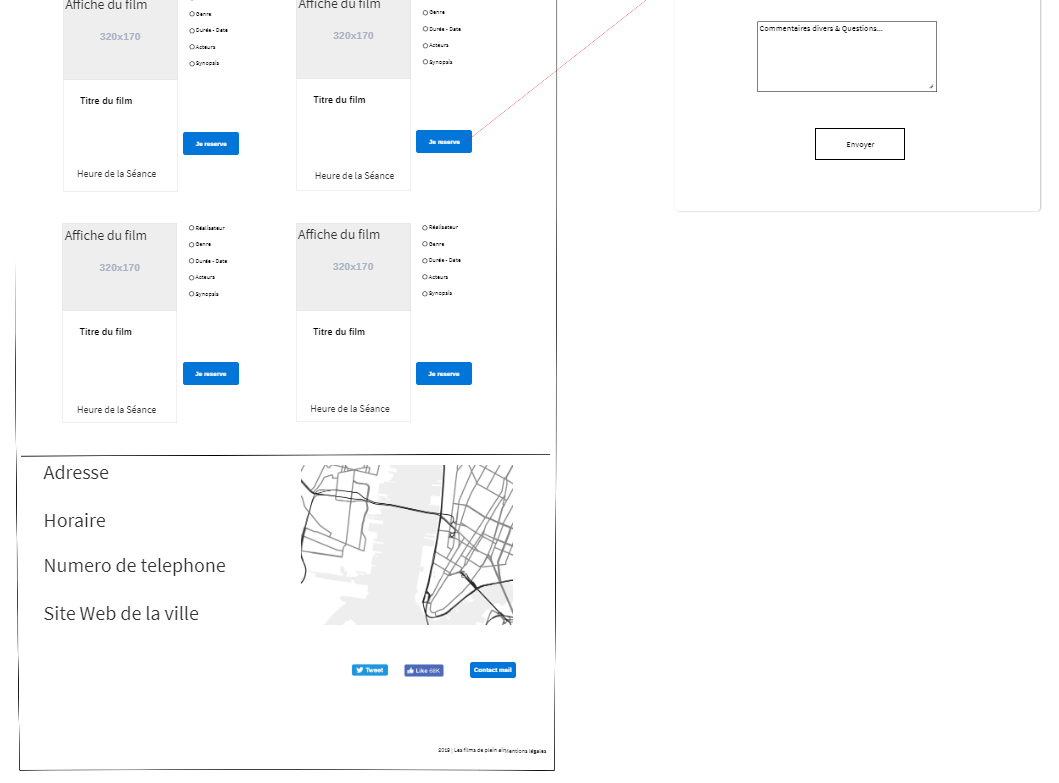 Affiche du film
320x170
Genre
Durée - Date
Acteurs
Synopsis
Titre du film
Je reserve
Heure de la Séance
Affiche du film
320x170
Genre
Durée - Date
Acteurs
Synopsis
Titre du film
Je reserve
Heure de la Séance
Affiche du film
320x170
Réalisateur
Genre
Durée - Date
Acteurs
Synopsis
Titre du film
Je reserve
Heure de la Séance
Affiche du film
320x170
Réalisateur
Genre
Durée - Date
Acteurs
Synopsis
Titre du film
Je reserve
Heure de la Séance
Adresse
Horaire
Numero de telephone
Site Web de la ville
Tweet
Like 68K
Contact mail
2019 | Les films de plein air
Mentions légales
Commentaires divers & Questions...
Envoyer